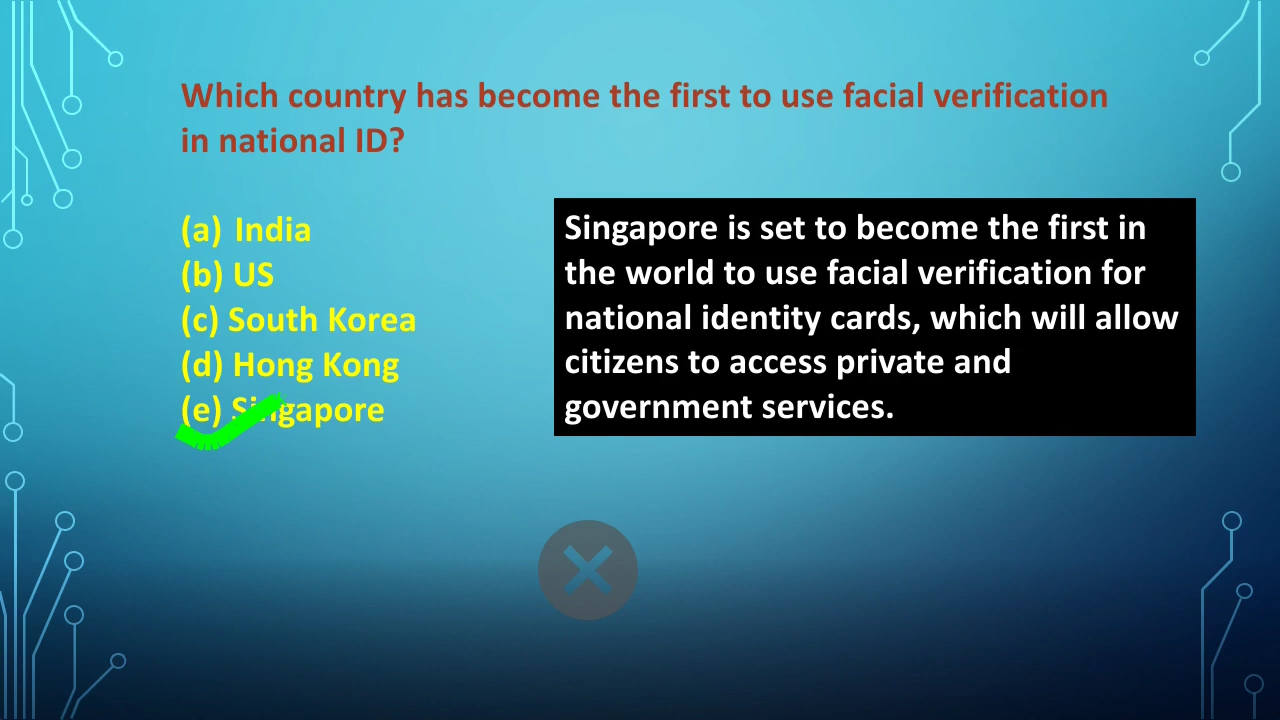 Which country has become the first to use facial verification
in national ID?
(a) India
(b) US
(c) South Korea
(d) Hong Kong
(e) Singapore
Singapore is set to become the first in
the world to use facial verification for
national identity cards, which will allow
citizens to access private and
government services.